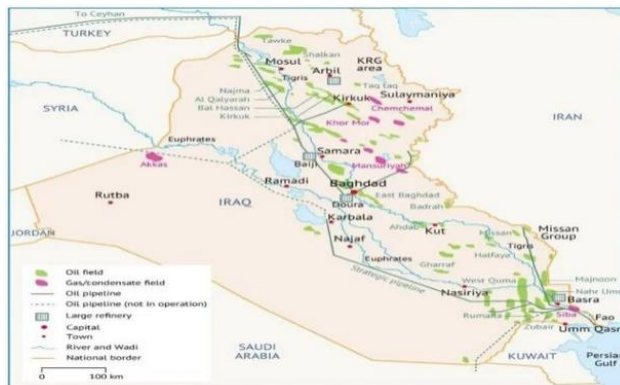 To Ceyhan
TURKEY
Tawke
Shaikan
Mosul
Arbil
KRG area
Tigris
Taq taq
Najma
Sulaymaniya
Al Qaiyarah
Kirkuk
Chemchemal
Bai Hassan
SYRIA
Kirkuk
Khor Mor
IRAN
Euphrates
Samara
Akkas
Baiji
Mansuriyah
Ramadi
Baghdad
Rutba
East Baghdad
IRAQ
Doura
Badrah
Karbala
Ahdab
Kut
Missan Group
JORDAN
Najaf
Missan
Tigris
Euphrates
Halfaya
Gharraf
Majnoon
Strategic Pipeline
West Qurna
Nahr Umr
Nasiriya
Basra
Rumaila
Siba
Fao
Zubair
Umm Qasr
SAUDI ARABIA
KUWAIT
Persian Gulf
Oil field
Gas/condensate field
Oil pipeline
Oil pipeline (not in operation)
Large refinery
Capital
Town
River and Wadi
National border
0 100 km